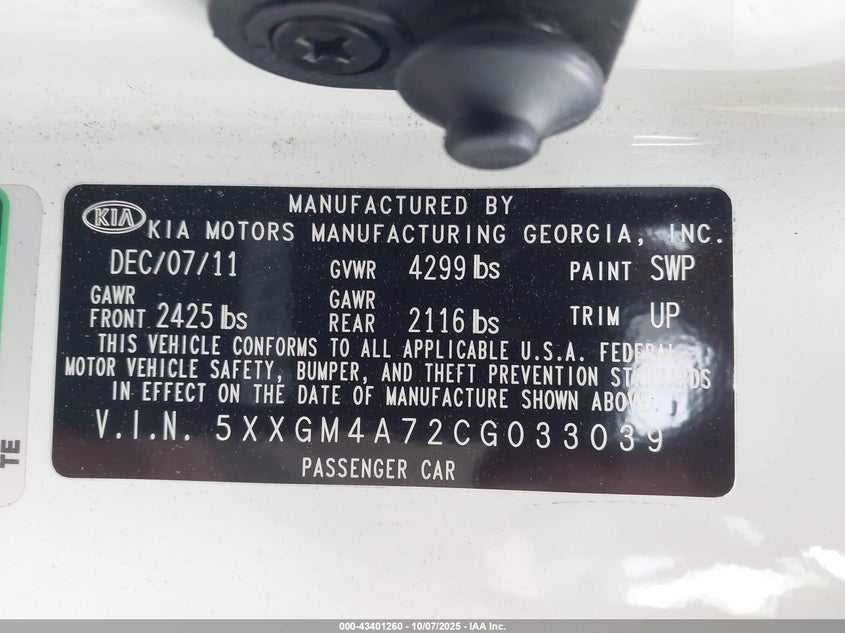 MANUFACTURED BY
KIA KIA MOTORS MANUFACTURING GEORGIA, INC.
DEC/07/11 GVWR 4299 lbs PAINT SWP
GAWR FRONT 2425 lbs GAWR REAR 2116 lbs TRIM UP
THIS VEHICLE CONFORMS TO ALL APPLICABLE U.S.A. FEDERAL
MOTOR VEHICLE SAFETY, BUMPER, AND THEFT PREVENTION STANDARDS
IN EFFECT ON THE DATE OF MANUFACTURE SHOWN ABOVE.
V.I.N. 5XXGM4A72CG033039
PASSENGER CAR
TE
000-43401260 - 10/07/2025 - IAA Inc.